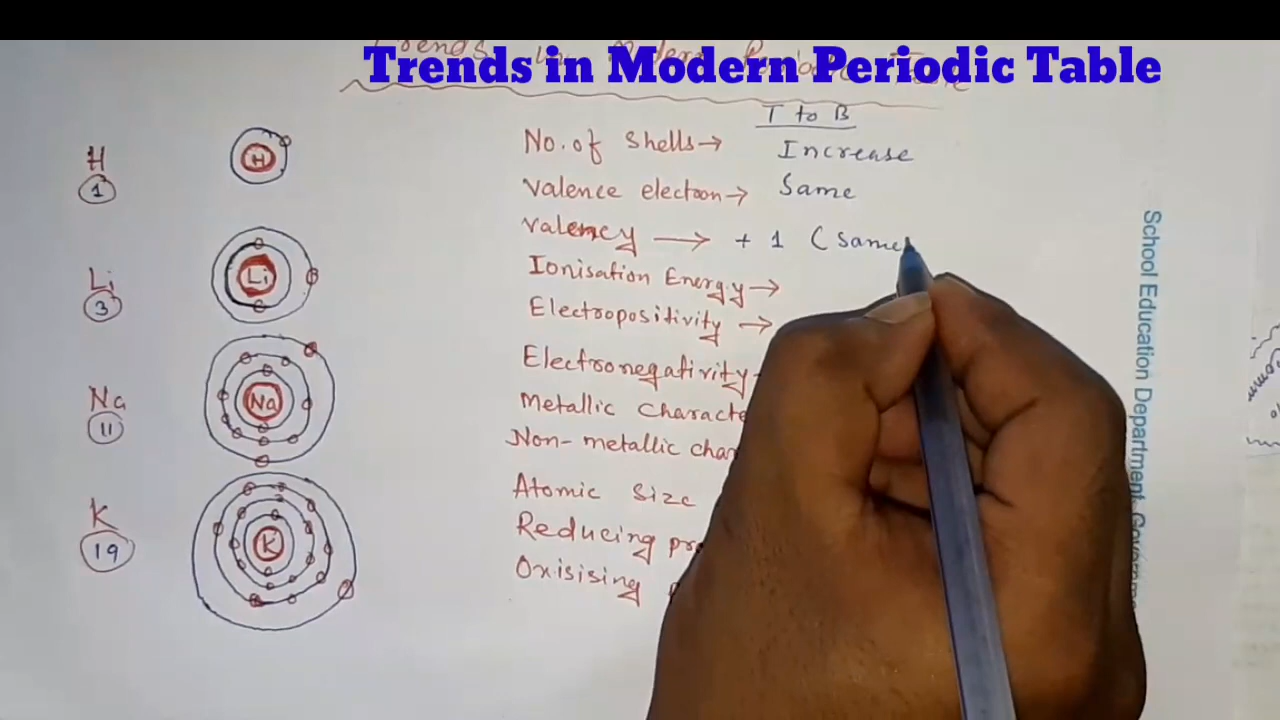 Trends in Modern Periodic Table
T to B
No. of Shells → Increase
Valence electron → Same
Valency → + 1 (Same
Ionisation Energy →
Electropositivity →
Electronegativity
Metallic Characte
Non-metallic char
Atomic Size
Reducing pro
Oxisising
H
1
H
Li
3
Li
Na
11
Na
K
19
K
School Education Department, Governme